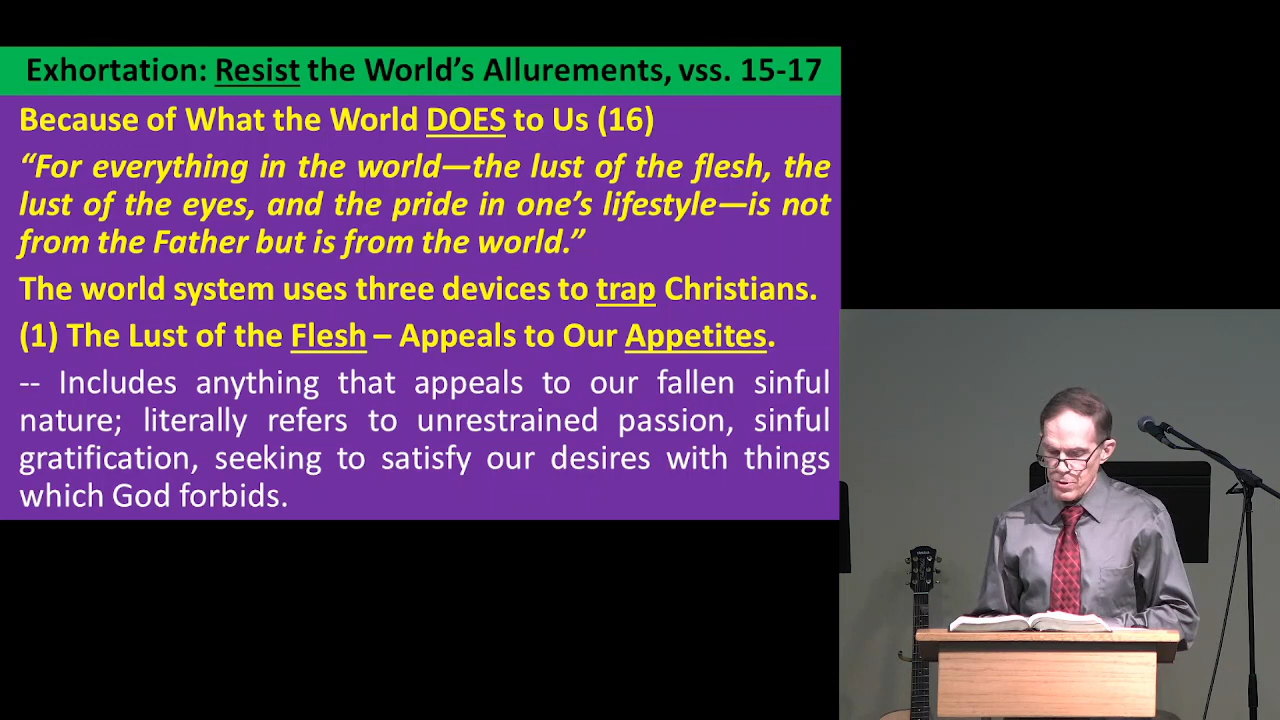 Exhortation: Resist the World's Allurements, vss. 15-17
Because of What the World DOES to Us (16)
“For everything in the world—the lust of the flesh, the
lust of the eyes, and the pride in one’s lifestyle—is not
from the Father but is from the world.”
The world system uses three devices to trap Christians.
(1) The Lust of the Flesh – Appeals to Our Appetites.
-- Includes anything that appeals to our fallen sinful
nature; literally refers to unrestrained passion, sinful
gratification, seeking to satisfy our desires with things
which God forbids.
YAMAHA